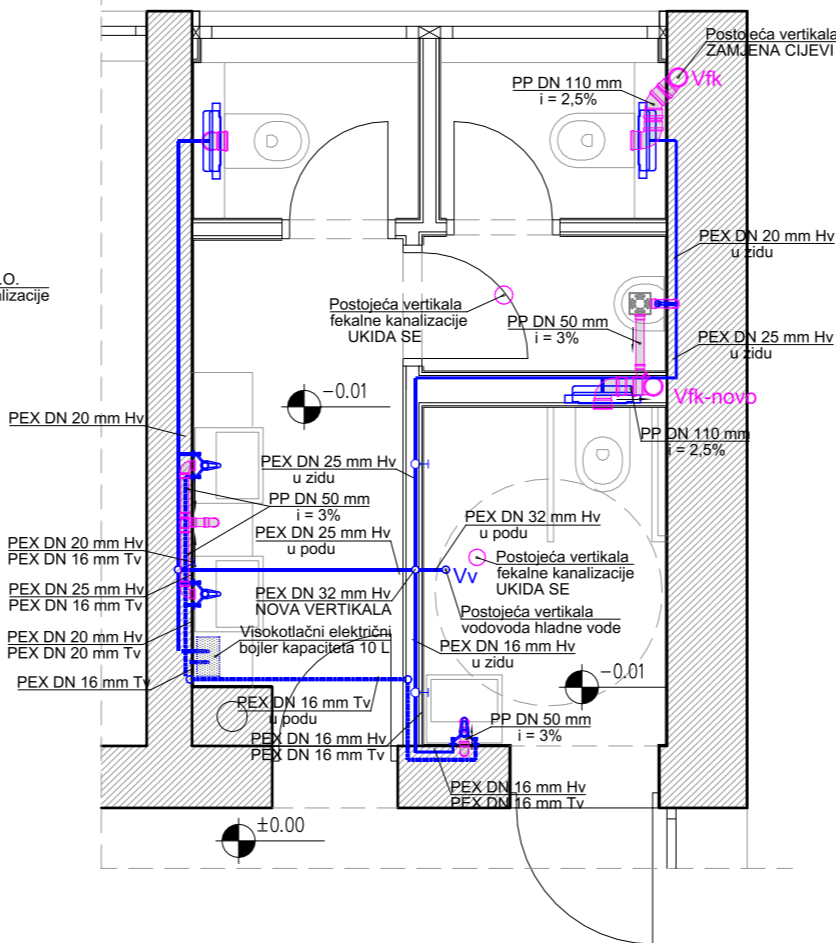 Postojeća vertikala
ZAMJENA CIJEVI
Vfk
PP DN 110 mm
i = 2,5%
PEX DN 20 mm Hv
u zidu
Postojeća vertikala
fekalne kanalizacije
UKIDA SE
PP DN 50 mm
i = 3%
PEX DN 25 mm Hv
u zidu
-0.01
Vfk-novo
PEX DN 20 mm Hv
PP DN 110 mm
i = 2,5%
PEX DN 25 mm Hv
u zidu
PP DN 50 mm
i = 3%
PEX DN 25 mm Hv
u podu
PEX DN 32 mm Hv
u podu
PEX DN 20 mm Hv
PEX DN 16 mm Tv
Vv
Postojeća vertikala
fekalne kanalizacije
UKIDA SE
PEX DN 25 mm Hv
PEX DN 16 mm Tv
PEX DN 32 mm Hv
NOVA VERTIKALA
Postojeća vertikala
vodovoda hladne vode
PEX DN 20 mm Hv
PEX DN 20 mm Tv
Visokotlačni električni
bojler kapaciteta 10 L
PEX DN 16 mm Hv
u zidu
PEX DN 16 mm Tv
-0.01
PEX DN 16 mm Tv
u podu
PP DN 50 mm
i = 3%
PEX DN 16 mm Hv
PEX DN 16 mm Tv
PEX DN 16 mm Hv
PEX DN 16 mm Tv
±0.00